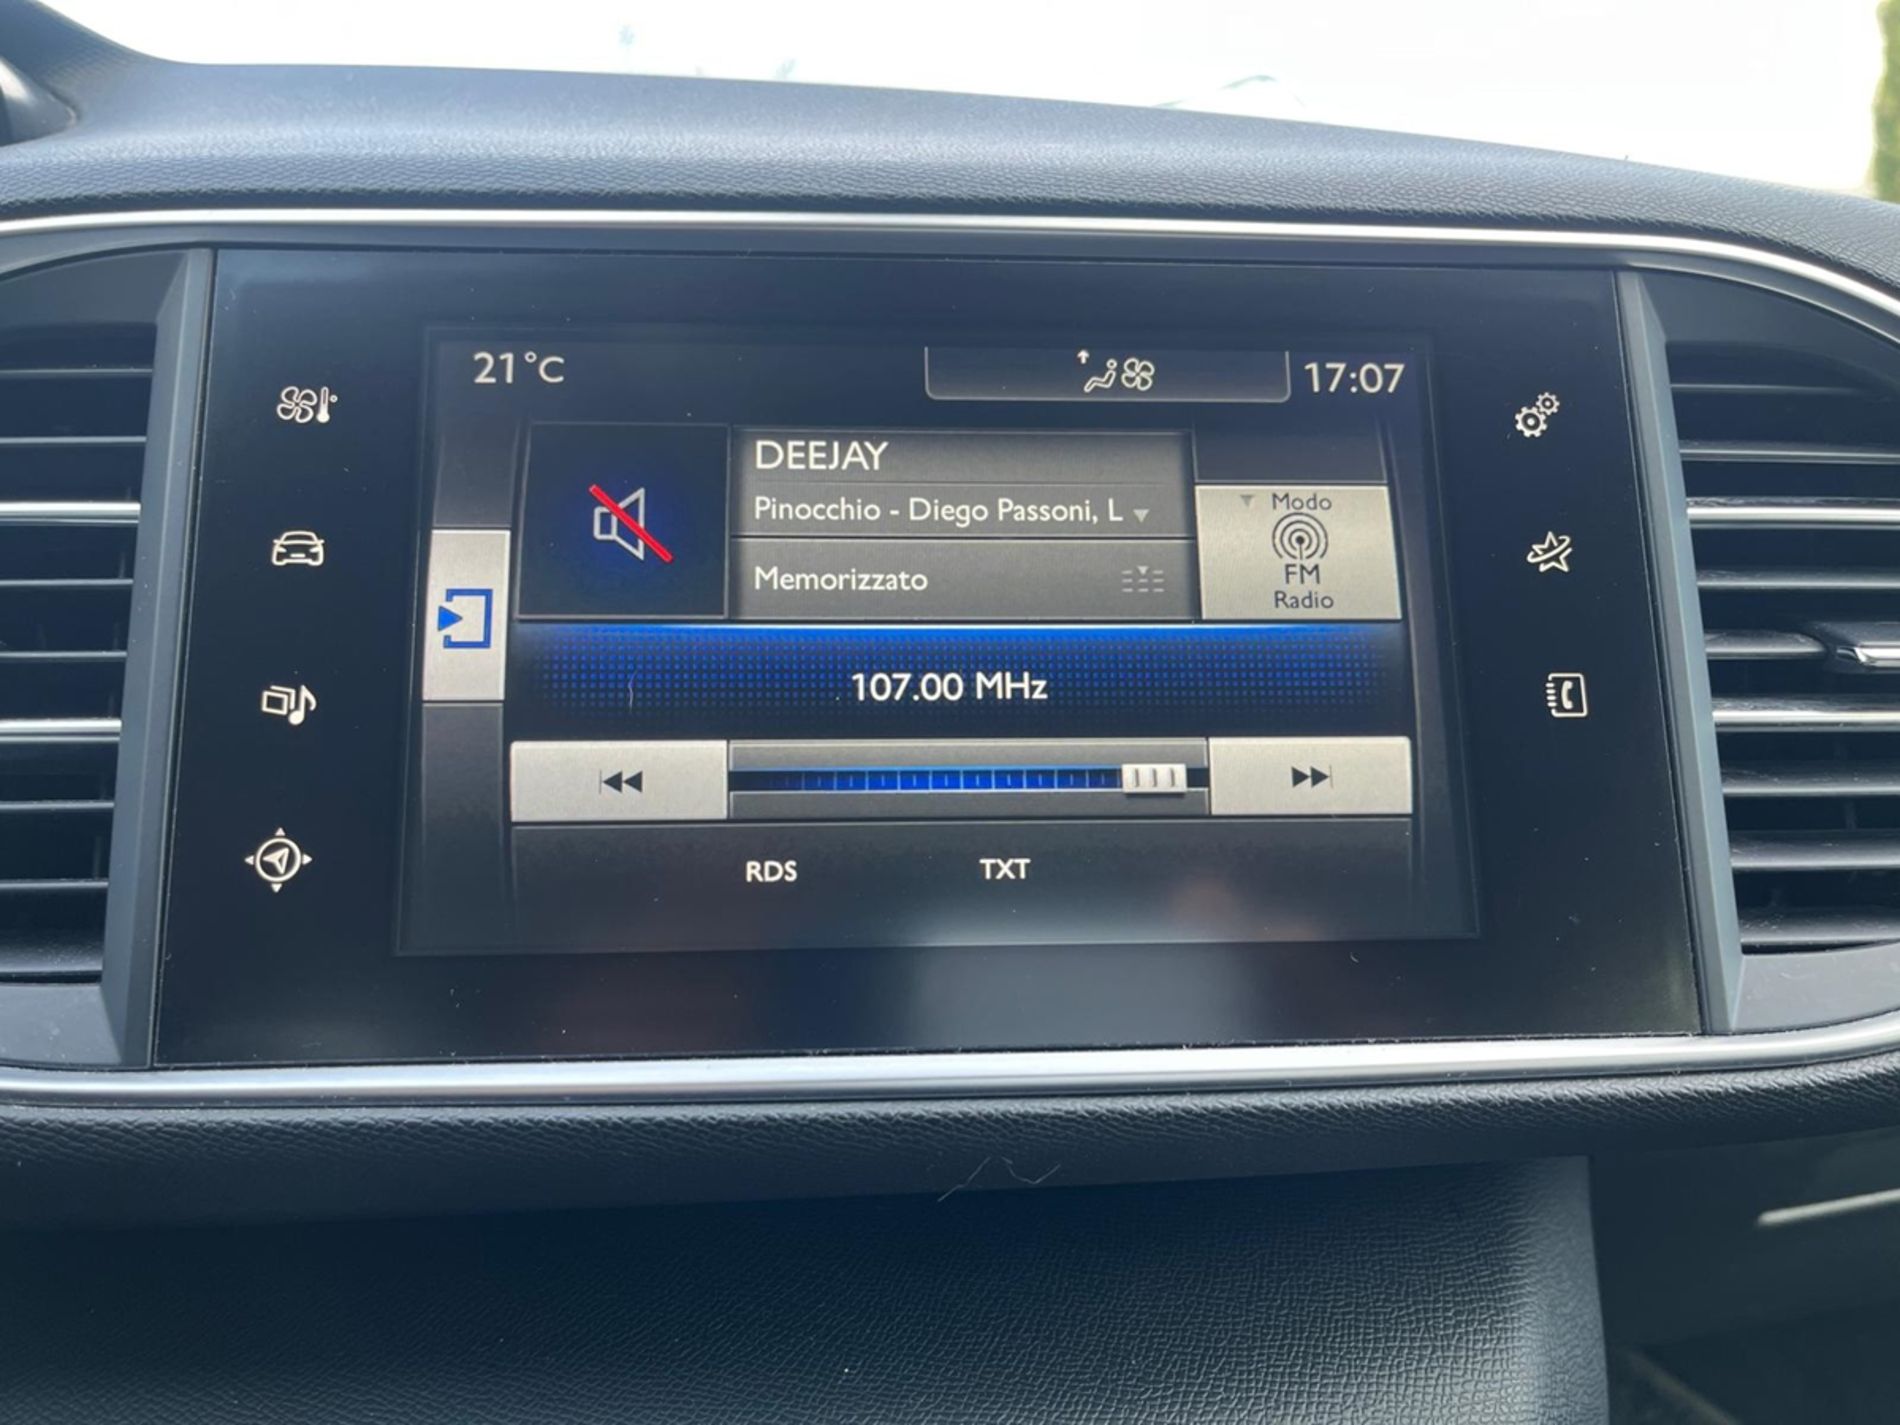 21°C
17:07
DEEJAY
Pinocchio - Diego Passoni, L
Memorizzato
Modo
FM
Radio
107.00 MHz
RDS
TXT